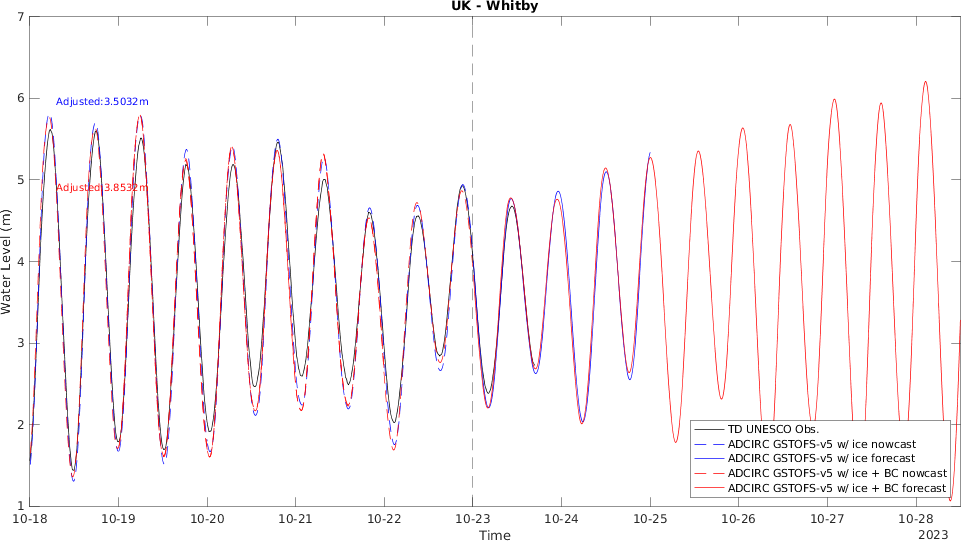 UK - Whitby
7
6
5
4
3
2
1
Water Level (m)
Adjusted:3.5032m
Adjusted:3.8532m
TD UNESCO Obs.
ADCIRC GSTOFS-v5 w/ ice nowcast
ADCIRC GSTOFS-v5 w/ ice forecast
ADCIRC GSTOFS-v5 w/ ice + BC nowcast
ADCIRC GSTOFS-v5 w/ ice + BC forecast
10-18 10-19 10-20 10-21 10-22 10-23 10-24 10-25 10-26 10-27 10-28
Time
2023